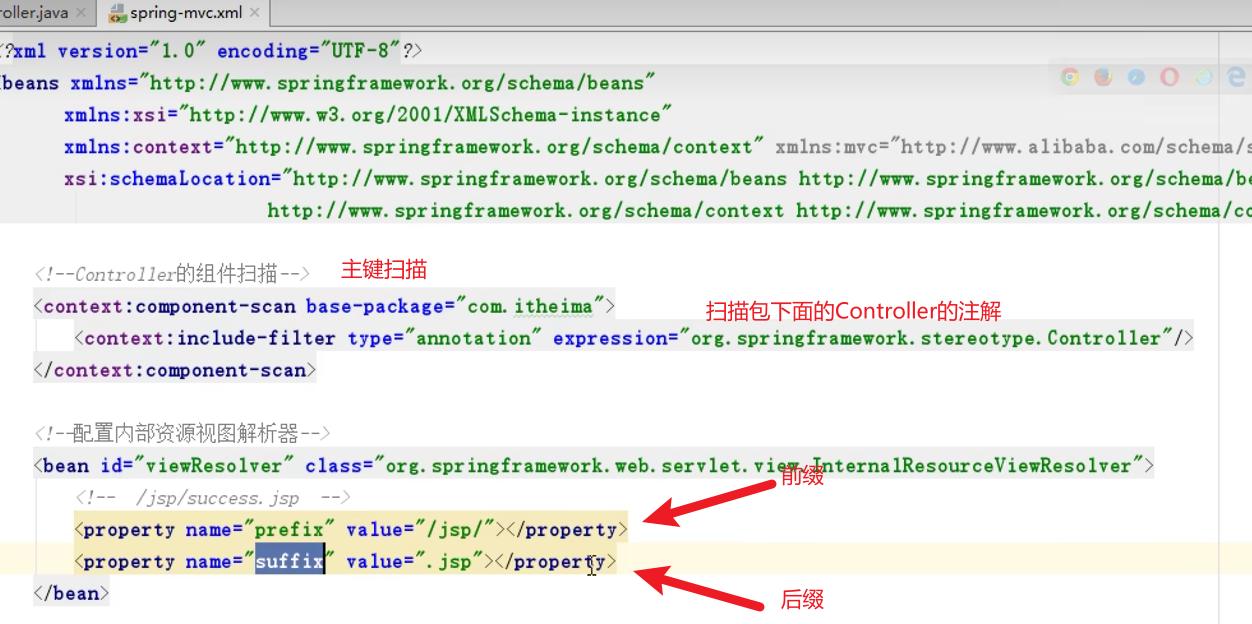 roller.java
spring-mvc.xml
<?xml version="1.0" encoding="UTF-8"?>
<beans xmlns="http://www.springframework.org/schema/beans"
xmlns:xsi="http://www.w3.org/2001/XMLSchema-instance"
xmlns:context="http://www.springframework.org/schema/context" xmlns:mvc="http://www.alibaba.com/schema/s
xsi:schemaLocation="http://www.springframework.org/schema/beans http://www.springframework.org/schema/be
http://www.springframework.org/schema/context http://www.springframework.org/schema/co
<!--Controller的组件扫描--> 主键扫描
<context:component-scan base-package="com.itheima">
扫描包下面的Controller的注解
<context:include-filter type="annotation" expression="org.springframework.stereotype.Controller"/>
</context:component-scan>
<!--配置内部资源视图解析器-->
<bean id="viewResolver" class="org.springframework.web.servlet.view.InternalResourceViewResolver">
前缀
<!-- /jsp/success.jsp -->
<property name="prefix" value="/jsp/"></property>
<property name="suffix" value=".jsp"></property>
</bean>
后缀